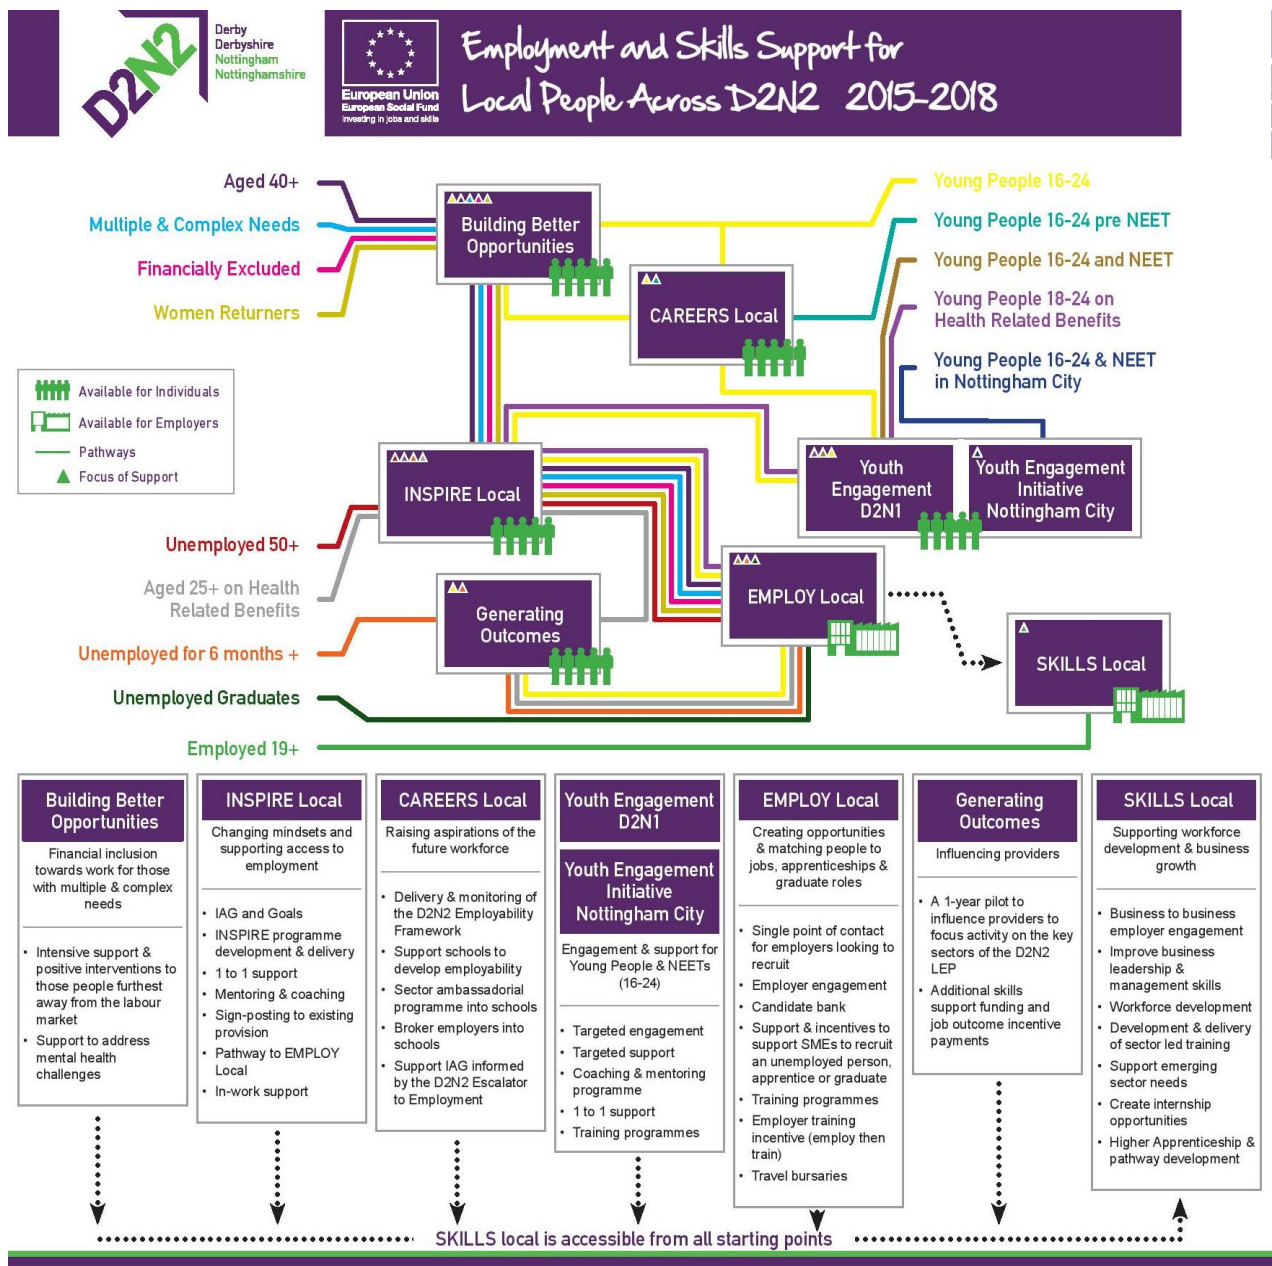 D2N2
Derby
Derbyshire
Nottingham
Nottinghamshire
European Union
European Social Fund
Investing in jobs and skills
Employment and Skills Support for
Local People Across D2N2 2015-2018
Aged 40+
Multiple & Complex Needs
Financially Excluded
Women Returners
Building Better
Opportunities
CAREERS Local
Young People 16-24
Young People 16-24 pre NEET
Young People 16-24 and NEET
Young People 18-24 on
Health Related Benefits
Young People 16-24 & NEET
in Nottingham City
Available for Individuals
Available for Employers
Pathways
Focus of Support
INSPIRE Local
Youth
Engagement
D2N1
Youth Engagement
Initiative
Nottingham City
Unemployed 50+
Aged 25+ on Health
Related Benefits
Unemployed for 6 months +
Unemployed Graduates
Employed 19+
Generating
Outcomes
EMPLOY Local
SKILLS Local
Building Better
Opportunities
Financial inclusion
towards work for those
with multiple & complex
needs
• Intensive support &
positive interventions to
those people furthest
away from the labour
market
• Support to address
mental health
challenges
INSPIRE Local
Changing mindsets and
supporting access to
employment
• IAG and Goals
• INSPIRE programme
development & delivery
• 1 to 1 support
• Mentoring & coaching
• Sign-posting to existing
provision
• Pathway to EMPLOY
Local
• In-work support
CAREERS Local
Raising aspirations of the
future workforce
• Delivery & monitoring of
the D2N2 Employability
Framework
• Support schools to
develop employability
• Sector ambassadorial
programme into schools
• Broker employers into
schools
• Support IAG informed
by the D2N2 Escalator
to Employment
Youth Engagement
D2N1
Youth Engagement
Initiative
Nottingham City
Engagement & support for
Young People & NEETs
(16-24)
• Targeted engagement
• Targeted support
• Coaching & mentoring
programme
• 1 to 1 support
• Training programmes
EMPLOY Local
Creating opportunities
& matching people to
jobs, apprenticeships &
graduate roles
• Single point of contact
for employers looking to
recruit
• Employer engagement
• Candidate bank
• Support & incentives to
support SMEs to recruit
an unemployed person,
apprentice or graduate
• Training programmes
• Employer training
incentive (employ then
train)
• Travel bursaries
Generating
Outcomes
Influencing providers
• A 1-year pilot to
influence providers to
focus activity on the key
sectors of the D2N2
LEP
• Additional skills
support funding and
job outcome incentive
payments
SKILLS Local
Supporting workforce
development & business
growth
• Business to business
employer engagement
• Improve business
leadership &
management skills
• Workforce development
• Development & delivery
of sector led training
• Support emerging
sector needs
• Create internship
opportunities
• Higher Apprenticeship &
pathway development
SKILLS local is accessible from all starting points